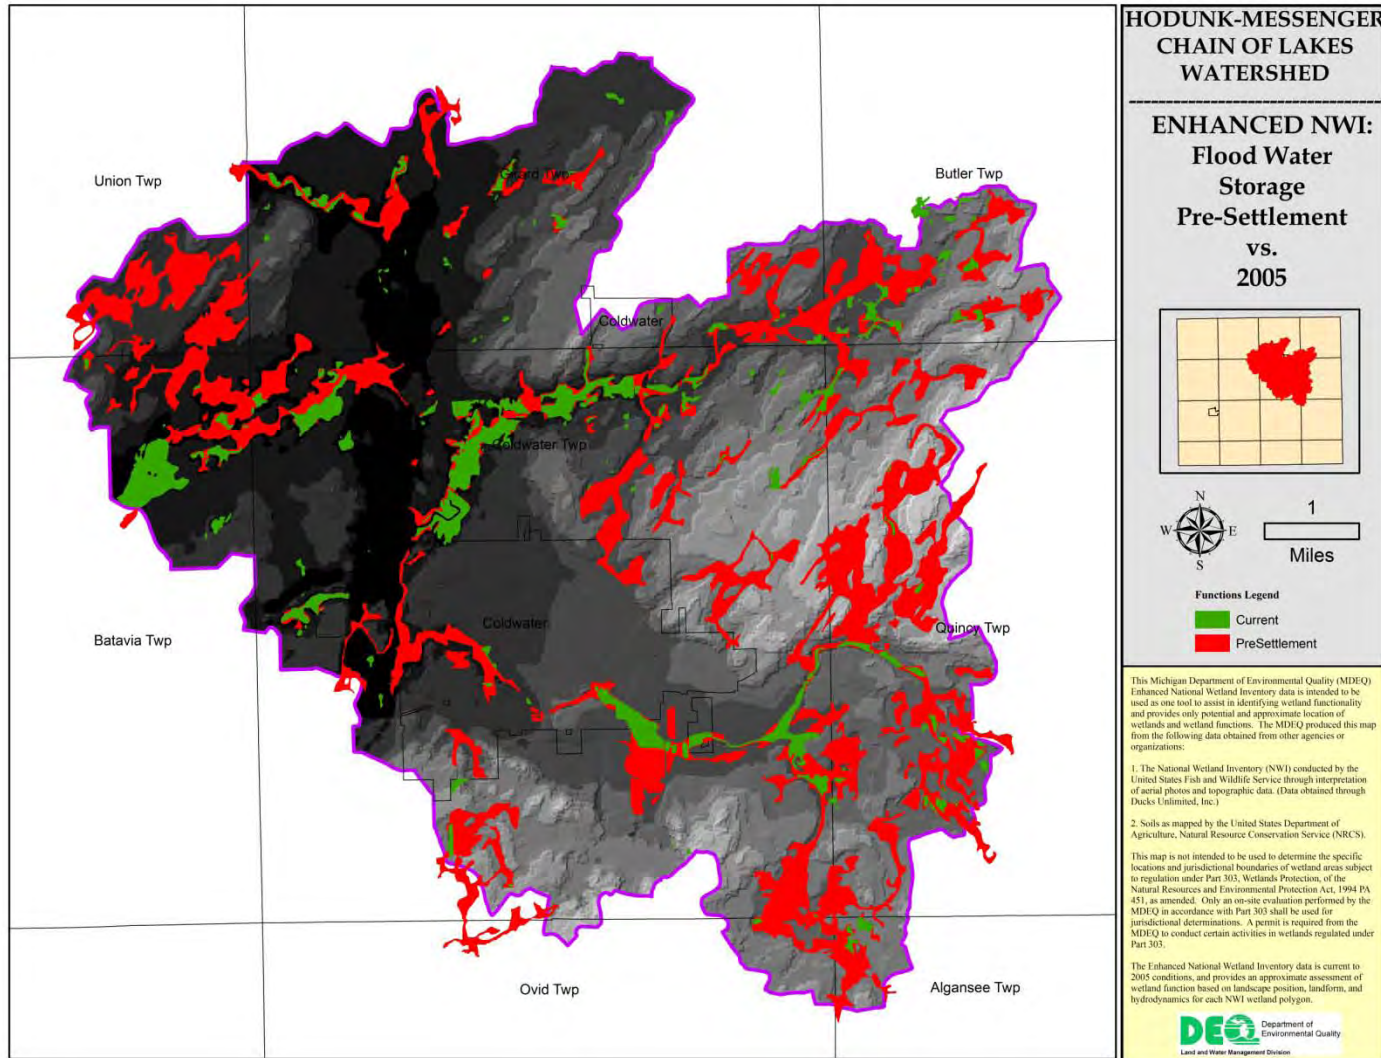 HODUNK-MESSENGER
CHAIN OF LAKES
WATERSHED
ENHANCED NWI:
Flood Water
Storage
Pre-Settlement
vs.
2005
N
W
E
S
1
Miles
Functions Legend
Current
PreSettlement
This Michigan Department of Environmental Quality (MDEQ)
Enhanced National Wetland Inventory data is intended to be
used as one tool to assist in identifying wetland functionality
and provides only potential and approximate location of
wetlands and wetland functions. The MDEQ produced this map
from the following data obtained from other agencies or
organizations:
1. The National Wetland Inventory (NWI) conducted by the
United States Fish and Wildlife Service through interpretation
of aerial photos and topographic data. (Data obtained through
Ducks Unlimited, Inc.)
2. Soils as mapped by the United States Department of
Agriculture, Natural Resource Conservation Service (NRCS).
This map is not intended to be used to determine the specific
locations and jurisdictional boundaries of wetland areas subject
to regulation under Part 303, Wetlands Protection, of the
Natural Resources and Environmental Protection Act, 1994 PA
451, as amended. Only an on-site evaluation performed by the
MDEQ in accordance with Part 303 shall be used for
jurisdictional determinations. A permit is required from the
MDEQ to conduct certain activities in wetlands regulated under
Part 303.
The Enhanced National Wetland Inventory data is current to
2005 conditions, and provides an approximate assessment of
wetland function based on landscape position, landform, and
hydrodynamics for each NWI wetland polygon.
DEQ
Department of
Environmental Quality
Land and Water Management Division
Union Twp
Girard Twp
Butler Twp
Coldwater
Coldwater Twp
Batavia Twp
Coldwater
Quincy Twp
Ovid Twp
Algansee Twp